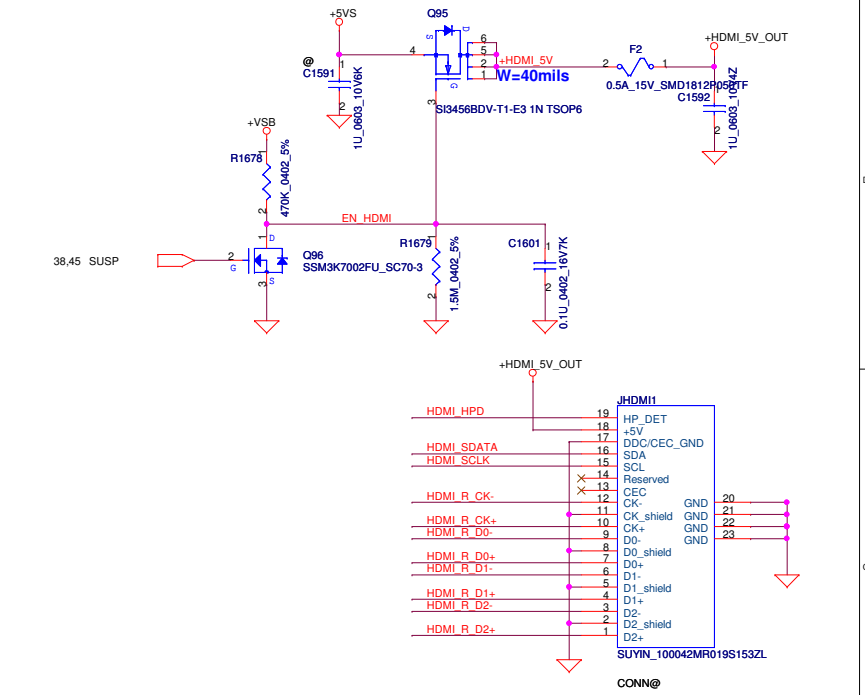 +5VS
Q95
D
S
G
4
6
5
2
1
3
+HDMI_5V
W=40mils
SI3456BDV-T1-E3 1N TSOP6
F2
2
1
+HDMI_5V_OUT
0.5A_15V_SMD1812P050TF
@
C1591
1
2
1U_0603_10V6K
C1592
2
1U_0603_10V4Z
+VSB
R1678
1
2
470K_0402_5%
EN_HDMI
38,45 SUSP
2
G
1
D
3
S
Q96
SSM3K7002FU_SC70-3
R1679
1
2
1.5M_0402_5%
C1601
1
2
0.1U_0402_16V7K
+HDMI_5V_OUT
JHDMI1
HDMI_HPD 19 HP_DET
18 +5V
17 DDC/CEC_GND
HDMI_SDATA 16 SDA
HDMI_SCLK 15 SCL
14 Reserved
13 CEC
HDMI_R_CK- 12 CK- GND 20
11 CK_shield GND 21
HDMI_R_CK+ 10 CK+ GND 22
HDMI_R_D0- 9 D0- GND 23
8 D0_shield
HDMI_R_D0+ 7 D0+
HDMI_R_D1- 6 D1-
5 D1_shield
HDMI_R_D1+ 4 D1+
HDMI_R_D2- 3 D2-
2 D2_shield
HDMI_R_D2+ 1 D2+
SUYIN_100042MR019S153ZL
CONN@